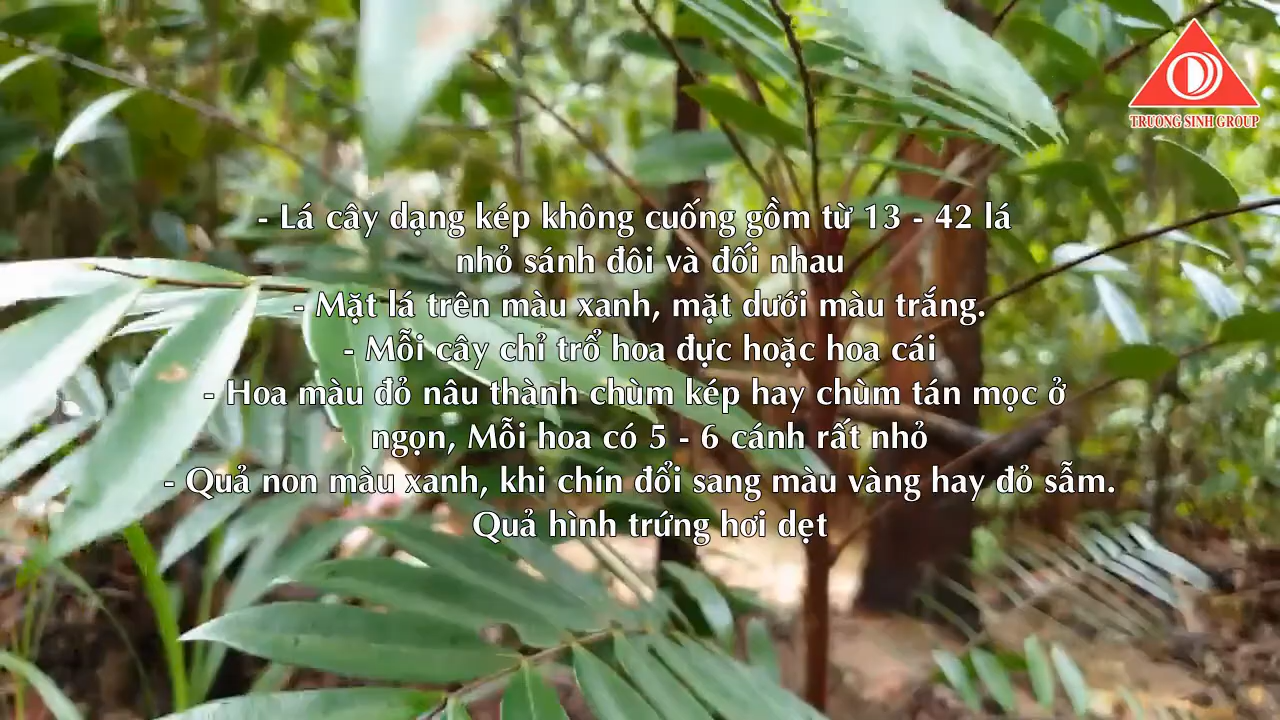 TRUONG SINH GROUP
- Lá cây dạng kép không cuống gồm từ 13 - 42 lá
nhỏ sánh đôi và đối nhau
- Mặt lá trên màu xanh, mặt dưới màu trắng.
- Mỗi cây chỉ trổ hoa đực hoặc hoa cái
- Hoa màu đỏ nâu thành chùm kép hay chùm tán mọc ở
ngọn, Mỗi hoa có 5 - 6 cánh rất nhỏ
- Quả non màu xanh, khi chín đổi sang màu vàng hay đỏ sẫm.
Quả hình trứng hơi dẹt